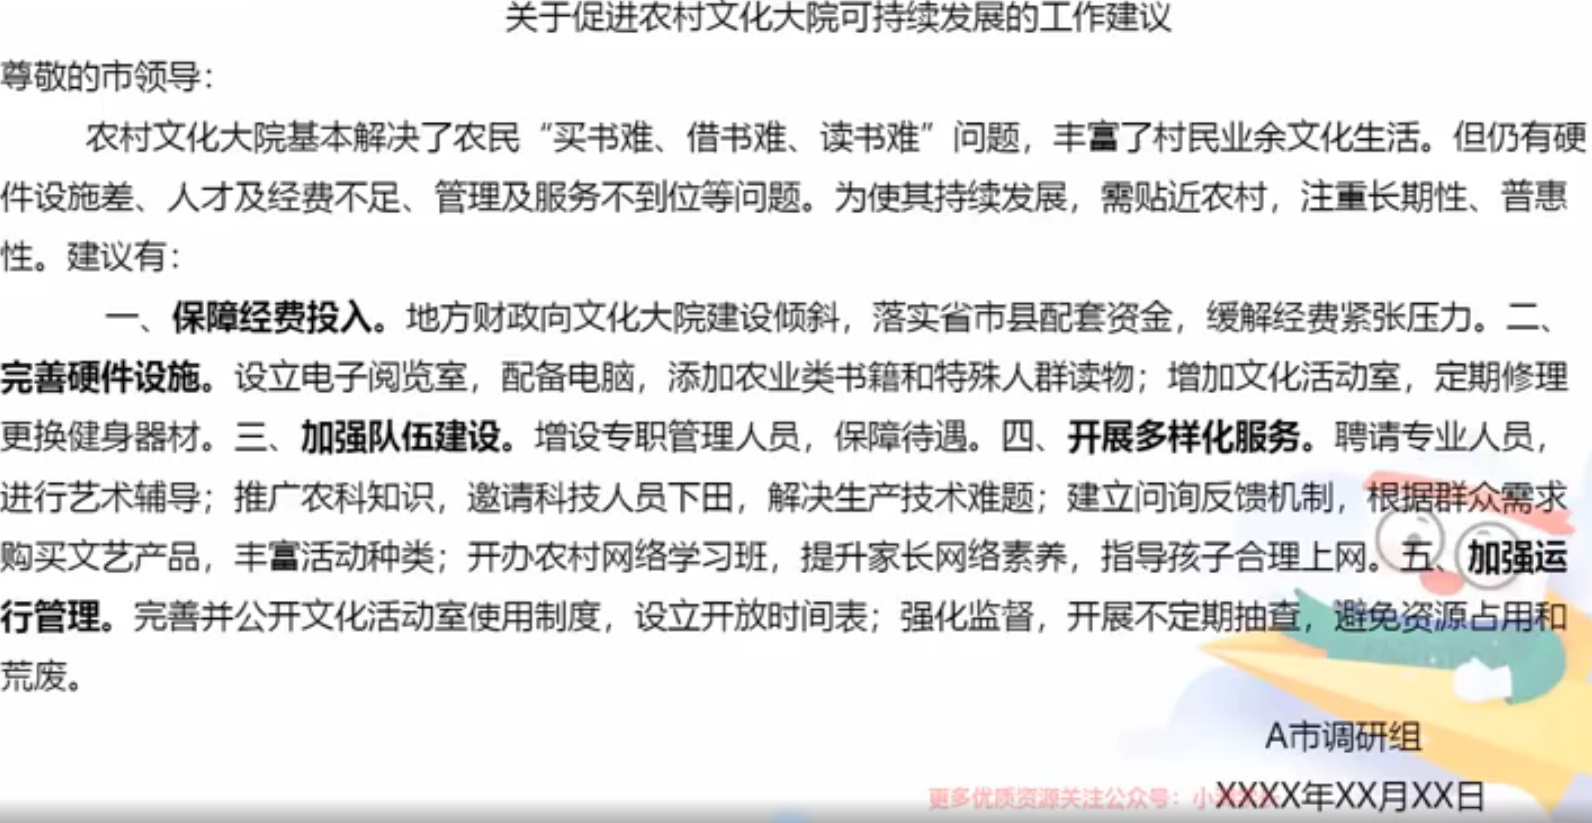 关于促进农村文化大院可持续发展的工作建议
尊敬的市领导：
农村文化大院基本解决了农民“买书难、借书难、读书难”问题，丰富了村民业余文化生活。但仍有硬
件设施差、人才及经费不足、管理及服务不到位等问题。为使其持续发展，需贴近农村，注重长期性、普惠
性。建议有：
一、保障经费投入。地方财政向文化大院建设倾斜，落实省市县配套资金，缓解经费紧张压力。二、
完善硬件设施。设立电子阅览室，配备电脑，添加农业类书籍和特殊人群读物；增加文化活动室，定期修理
更换健身器材。三、加强队伍建设。增设专职管理人员，保障待遇。四、开展多样化服务。聘请专业人员，
进行艺术辅导；推广农科知识，邀请科技人员下田，解决生产技术难题；建立问询反馈机制，根据群众需求
购买文艺产品，丰富活动种类；开办农村网络学习班，提升家长网络素养，指导孩子合理上网。五、加强运
行管理。完善并公开文化活动室使用制度，设立开放时间表；强化监督，开展不定期抽查，避免资源占用和
荒废。
A市调研组
XXXX年XX月XX日
更多优质资源关注公众号：小